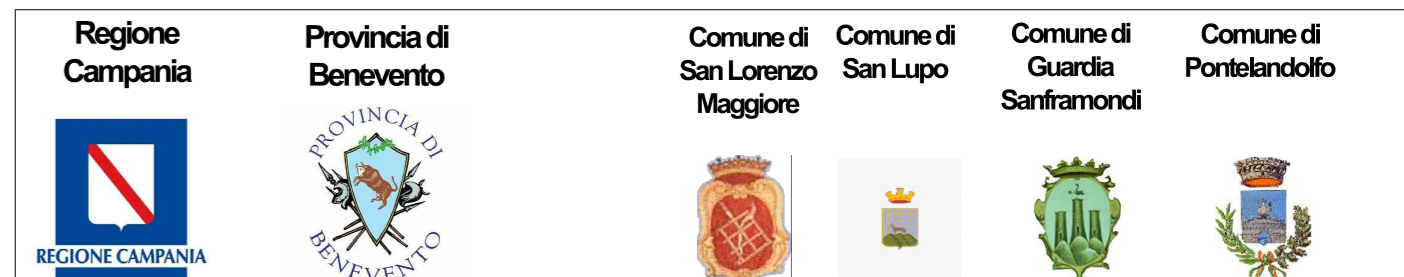 Regione
Campania
Provincia di
Benevento
Comune di
San Lorenzo
Maggiore
Comune di
San Lupo
Comune di
Guardia
Sanframondi
Comune di
Pontelandolfo
REGIONE CAMPANIA
PROVINCIA DI
BENEVENTO